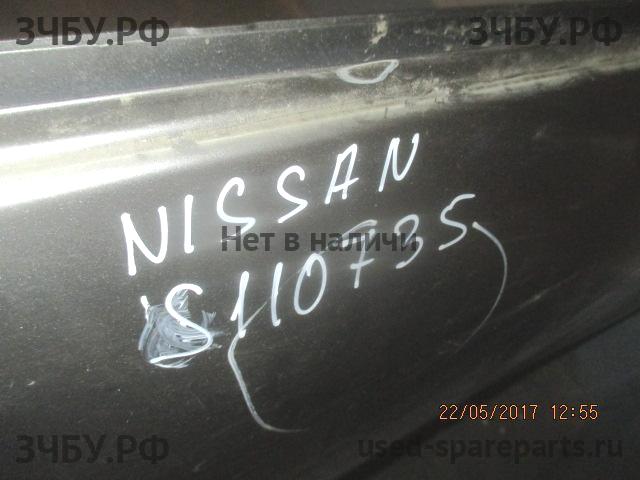 ЗЧБУ.РФ ЗЧБУ.РФ
NISSAN
Нет в наличии
S110735
22/05/2017 12:55
ЗЧБУ.РФ used-spareparts.ru